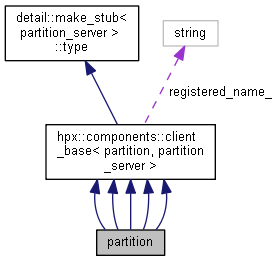 detail::make_stub<
partition_server >
::type
string
registered_name_
hpx::components::client
_base< partition, partition
_server >
partition